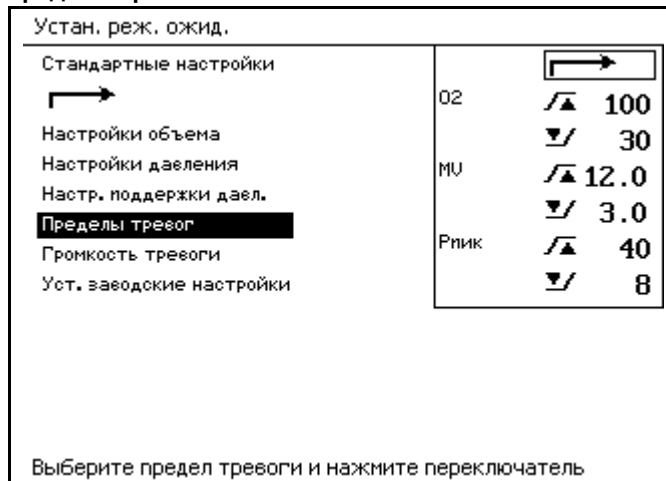 Устан. реж. ожид.
Стандартные настройки
Настройки объема
Настройки давления
Настр. поддержки давл.
Пределы тревог
Громкость тревоги
Уст. заводские настройки
O2 100
30
MV 12.0
3.0
Pпик 40
8
Выберите предел тревоги и нажмите переключатель